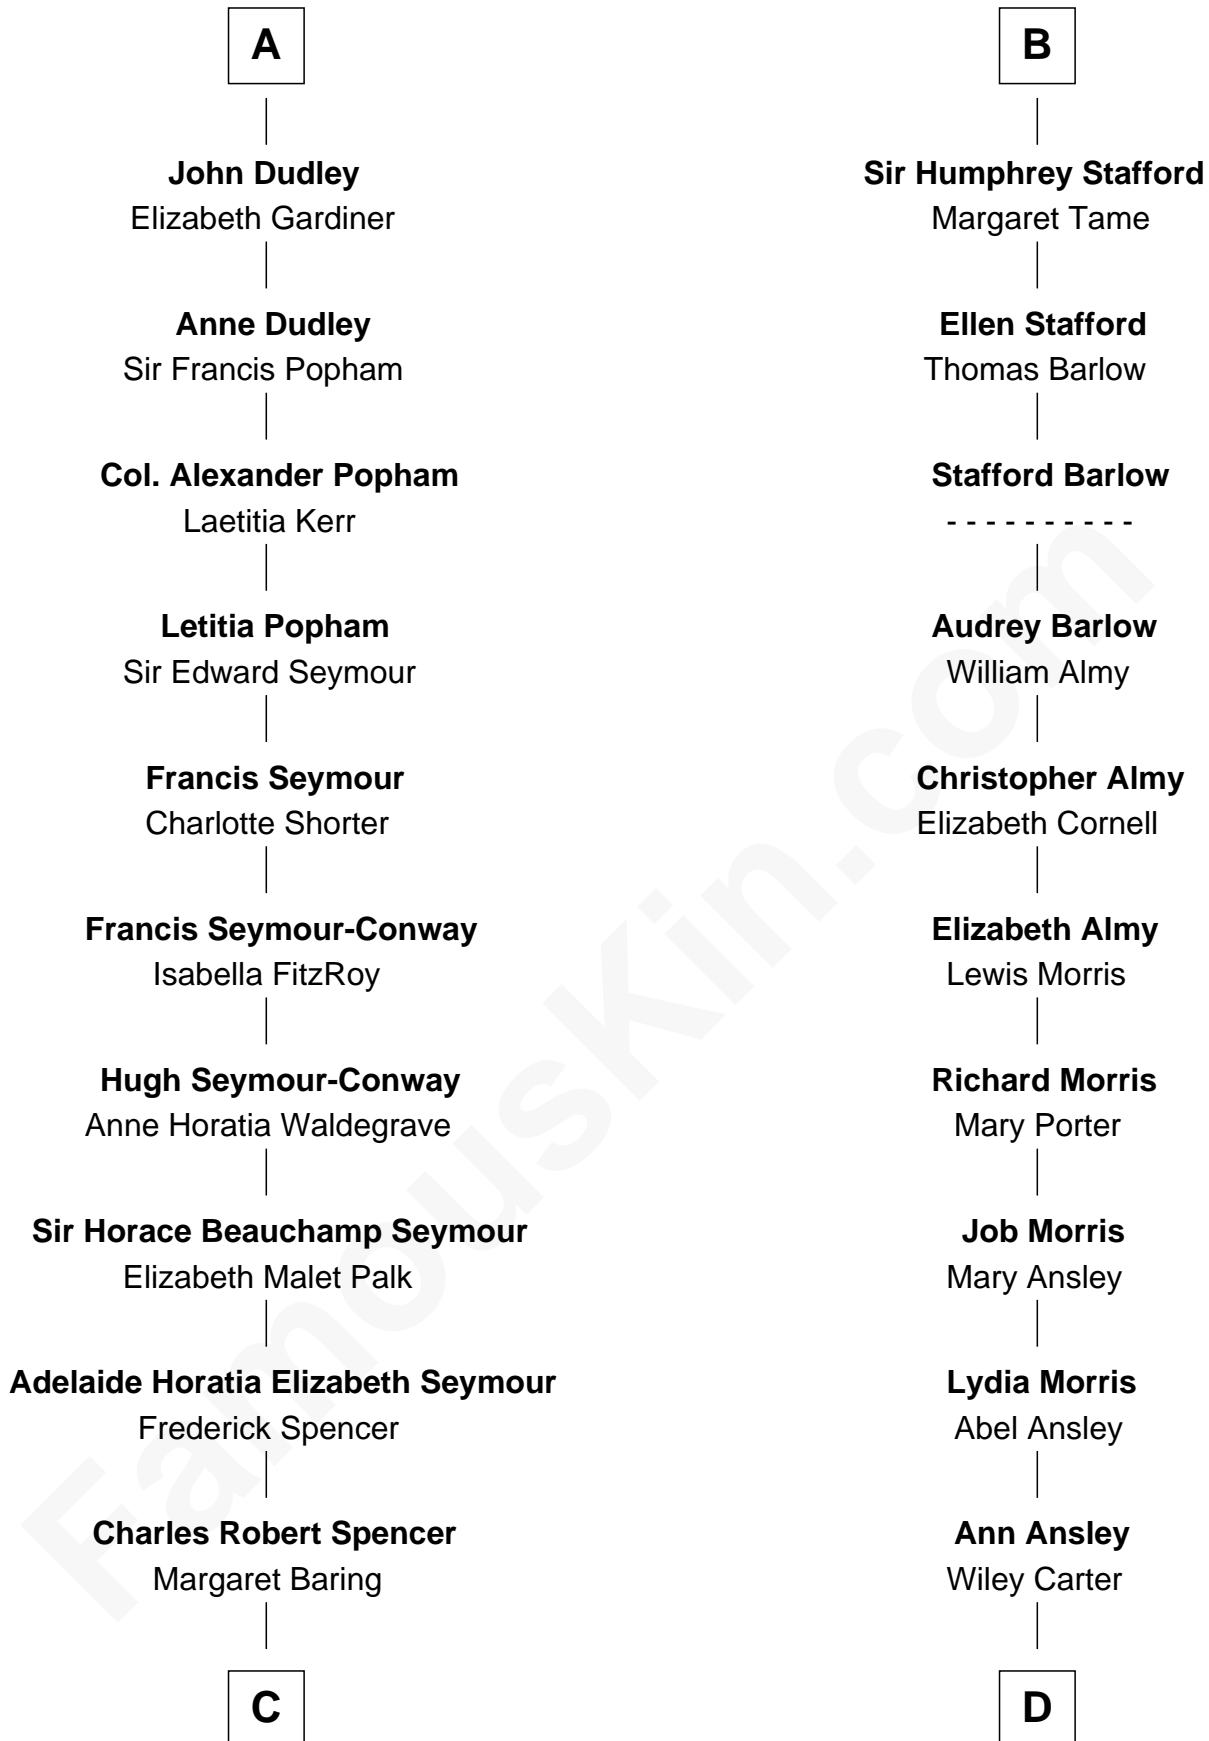 A
John Dudley
Elizabeth Gardiner
Anne Dudley
Sir Francis Popham
Col. Alexander Popham
Laetitia Kerr
Letitia Popham
Sir Edward Seymour
Francis Seymour
Charlotte Shorter
Francis Seymour-Conway
Isabella FitzRoy
Hugh Seymour-Conway
Anne Horatia Waldegrave
Sir Horace Beauchamp Seymour
Elizabeth Malet Palk
Adelaide Horatia Elizabeth Seymour
Frederick Spencer
Charles Robert Spencer
Margaret Baring
C
B
Sir Humphrey Stafford
Margaret Tame
Ellen Stafford
Thomas Barlow
Stafford Barlow
- - - - - - - - - -
Audrey Barlow
William Almy
Christopher Almy
Elizabeth Cornell
Elizabeth Almy
Lewis Morris
Richard Morris
Mary Porter
Job Morris
Mary Ansley
Lydia Morris
Abel Ansley
Ann Ansley
Wiley Carter
D
FamousKin.com